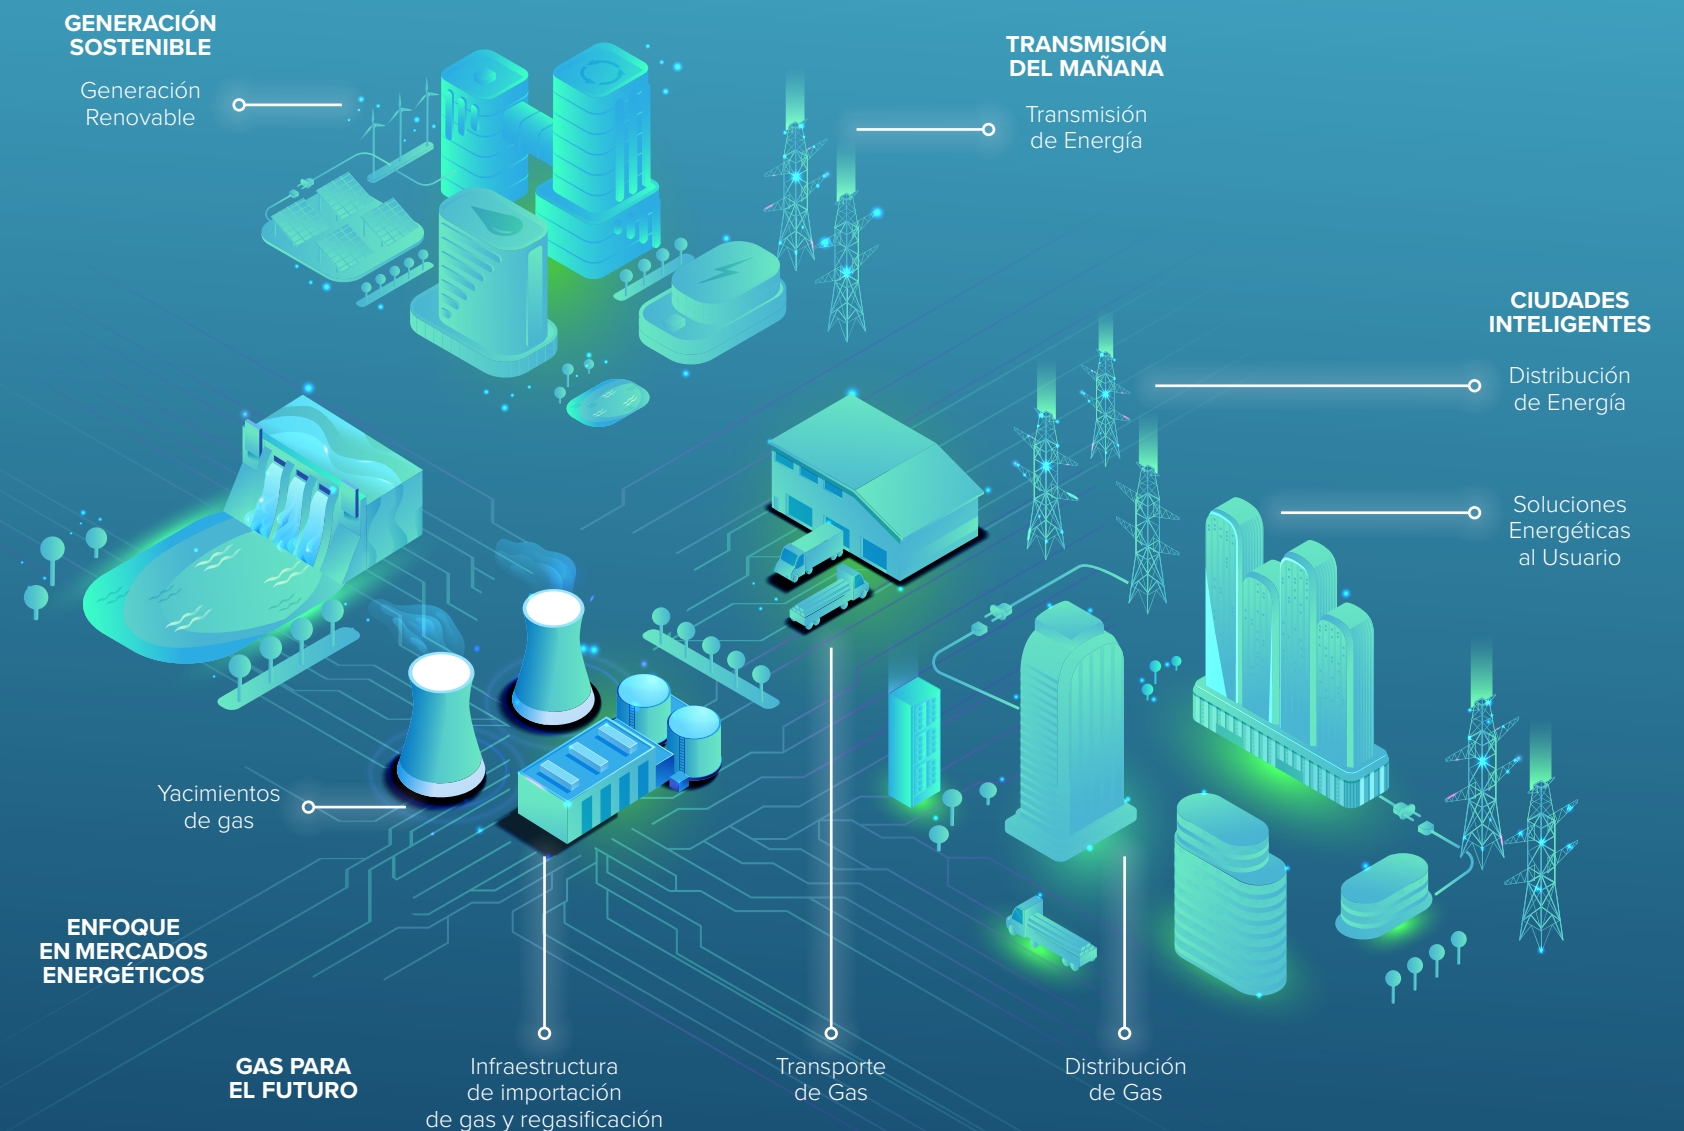 GENERACIÓN
SOSTENIBLE
Generación
Renovable
TRANSMISIÓN
DEL MAÑANA
Transmisión
de Energía
CIUDADES
INTELIGENTES
Distribución
de Energía
Soluciones
Energéticas
al Usuario
Yacimientos
de gas
ENFOQUE
EN MERCADOS
ENERGÉTICOS
GAS PARA
EL FUTURO
Infraestructura
de importación
de gas y regasificación
Transporte
de Gas
Distribución
de Gas